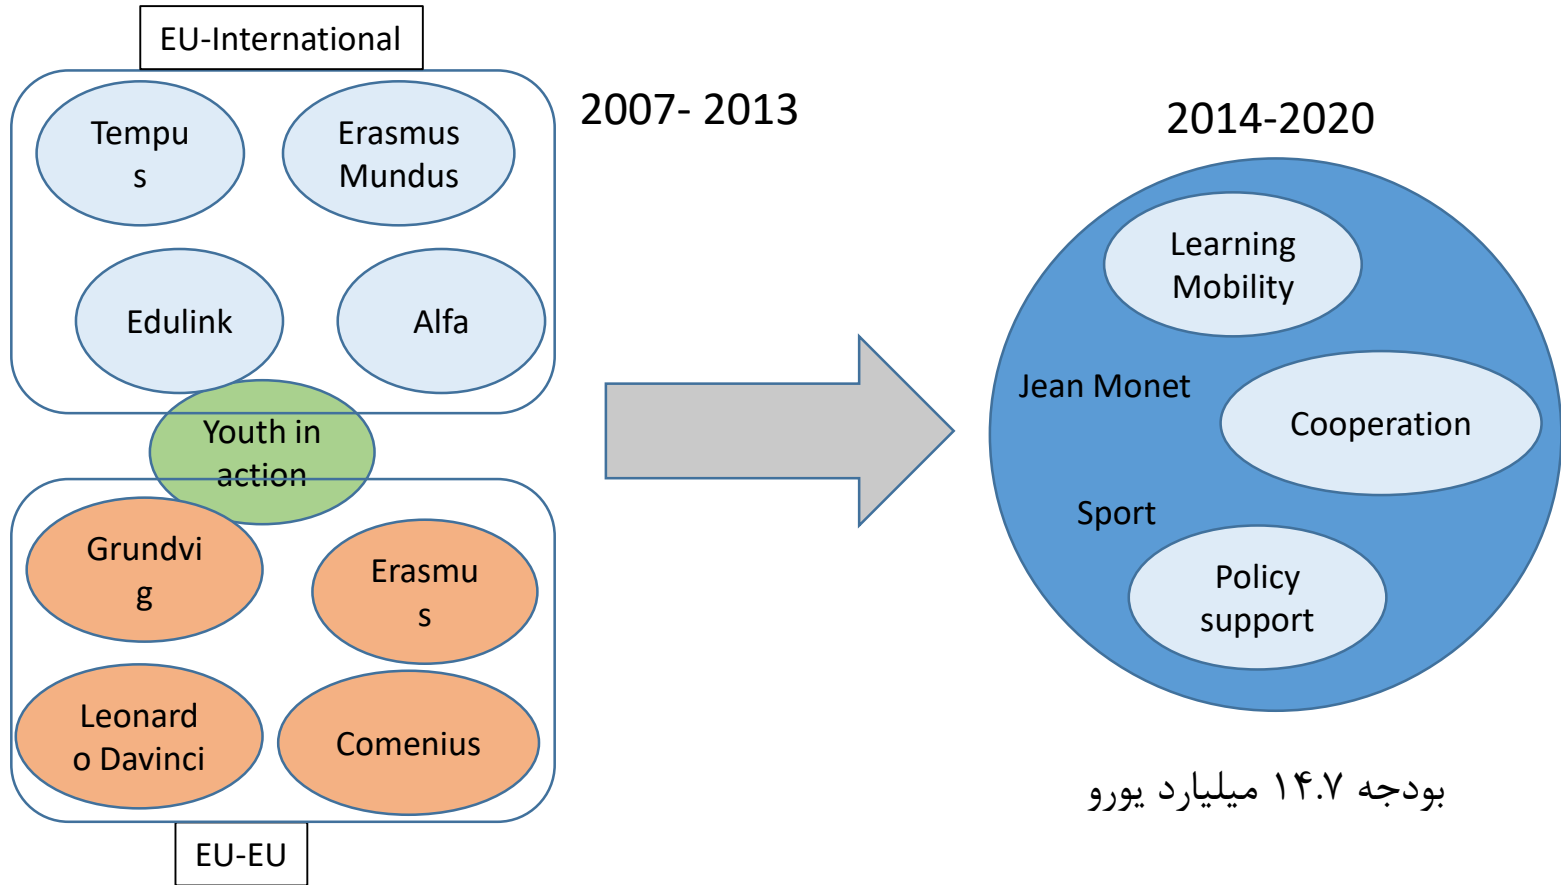 EU-International
Tempu
s
Erasmus
Mundus
Edulink
Alfa
Youth in
action
Grundvi
g
Erasmu
s
Leonard
o Davinci
Comenius
EU-EU
2007- 2013
2014-2020
Learning
Mobility
Jean Monet
Cooperation
Sport
Policy
support
بودجه ۱۴.۷ میلیارد یورو